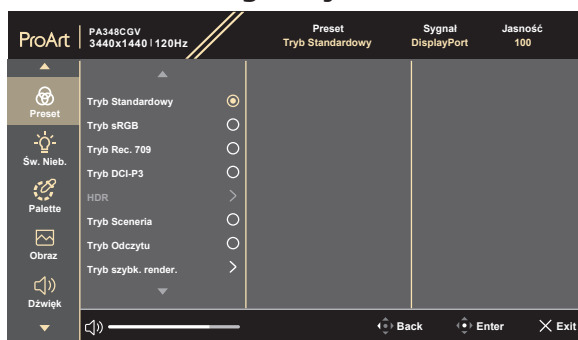 ProArt
PA348CGV
3440x1440 120Hz
Preset
Tryb Standardowy
Sygnał
DisplayPort
Jasność
100
Preset
Św. Nieb.
Palette
Obraz
Dźwięk
Tryb Standardowy
Tryb sRGB
Tryb Rec. 709
Tryb DCI-P3
HDR
Tryb Sceneria
Tryb Odczytu
Tryb szybk. render.
Back
Enter
Exit